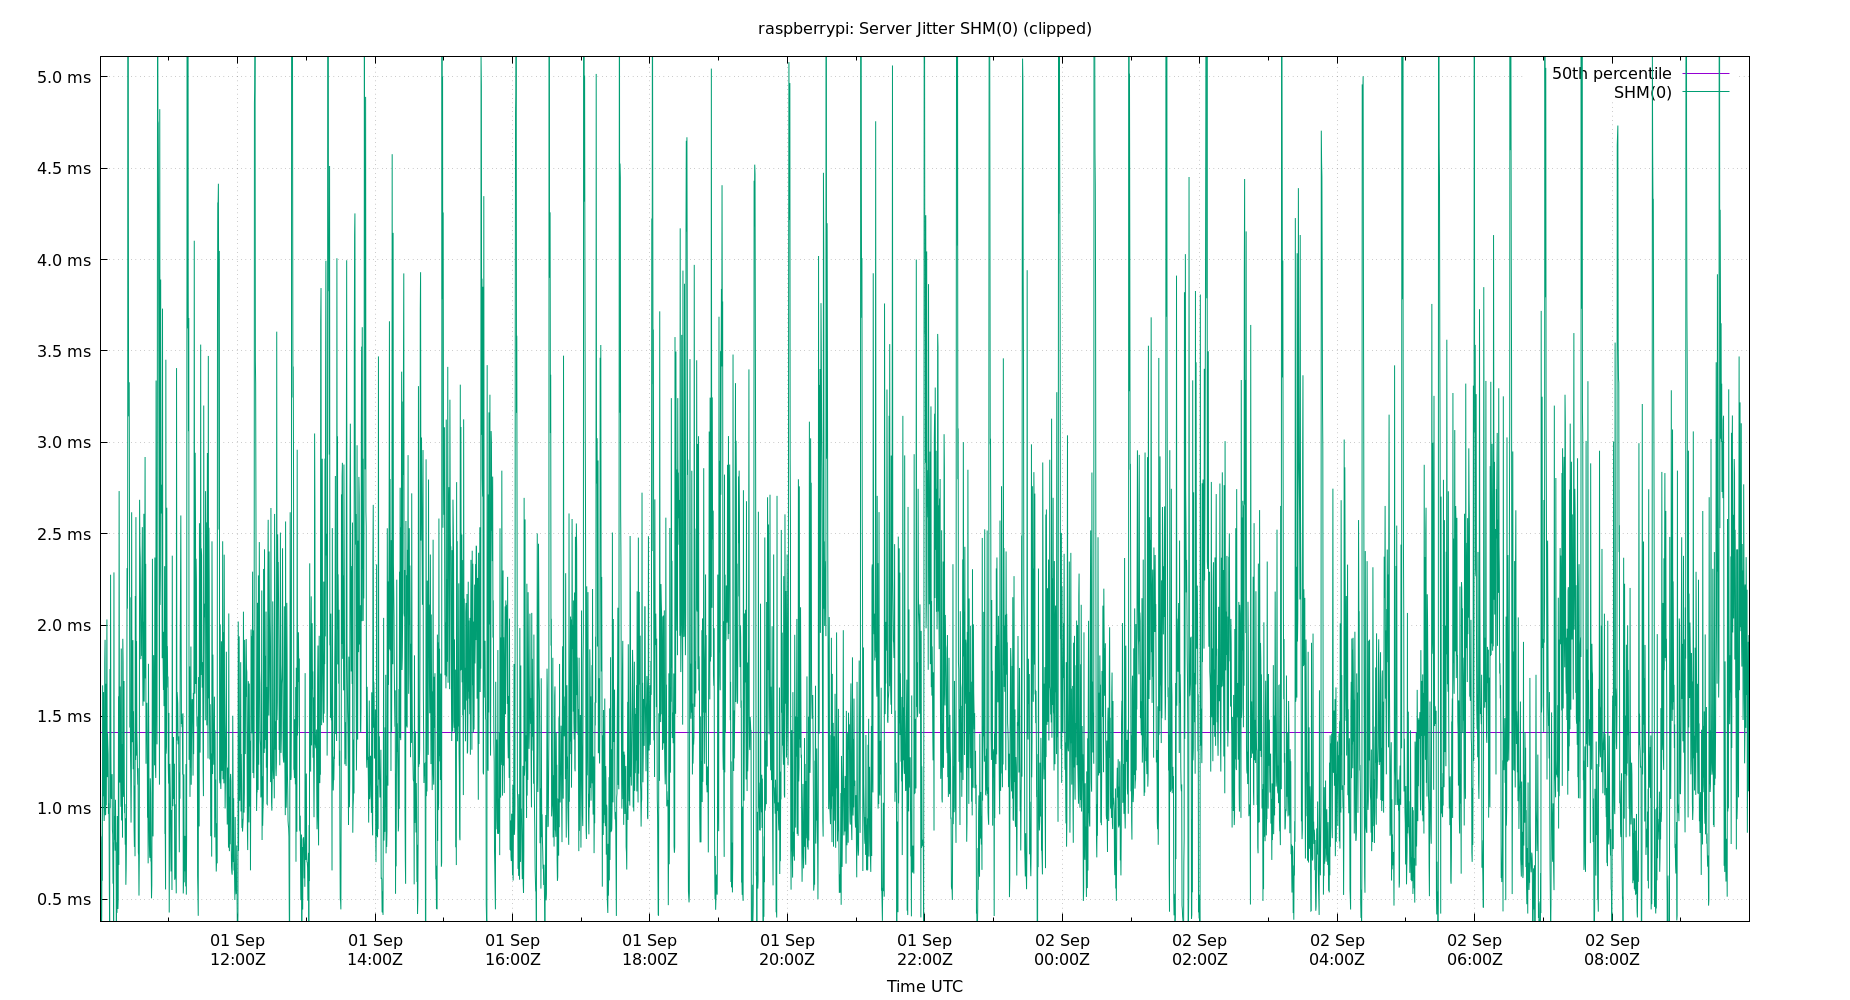 raspberrypi: Server Jitter SHM(0) (clipped)
50th percentile
SHM(0)
5.0 ms
4.5 ms
4.0 ms
3.5 ms
3.0 ms
2.5 ms
2.0 ms
1.5 ms
1.0 ms
0.5 ms
01 Sep 01 Sep 01 Sep 01 Sep 01 Sep 01 Sep 02 Sep 02 Sep 02 Sep 02 Sep 02 Sep
12:00Z 14:00Z 16:00Z 18:00Z 20:00Z 22:00Z 00:00Z 02:00Z 04:00Z 06:00Z 08:00Z
Time UTC